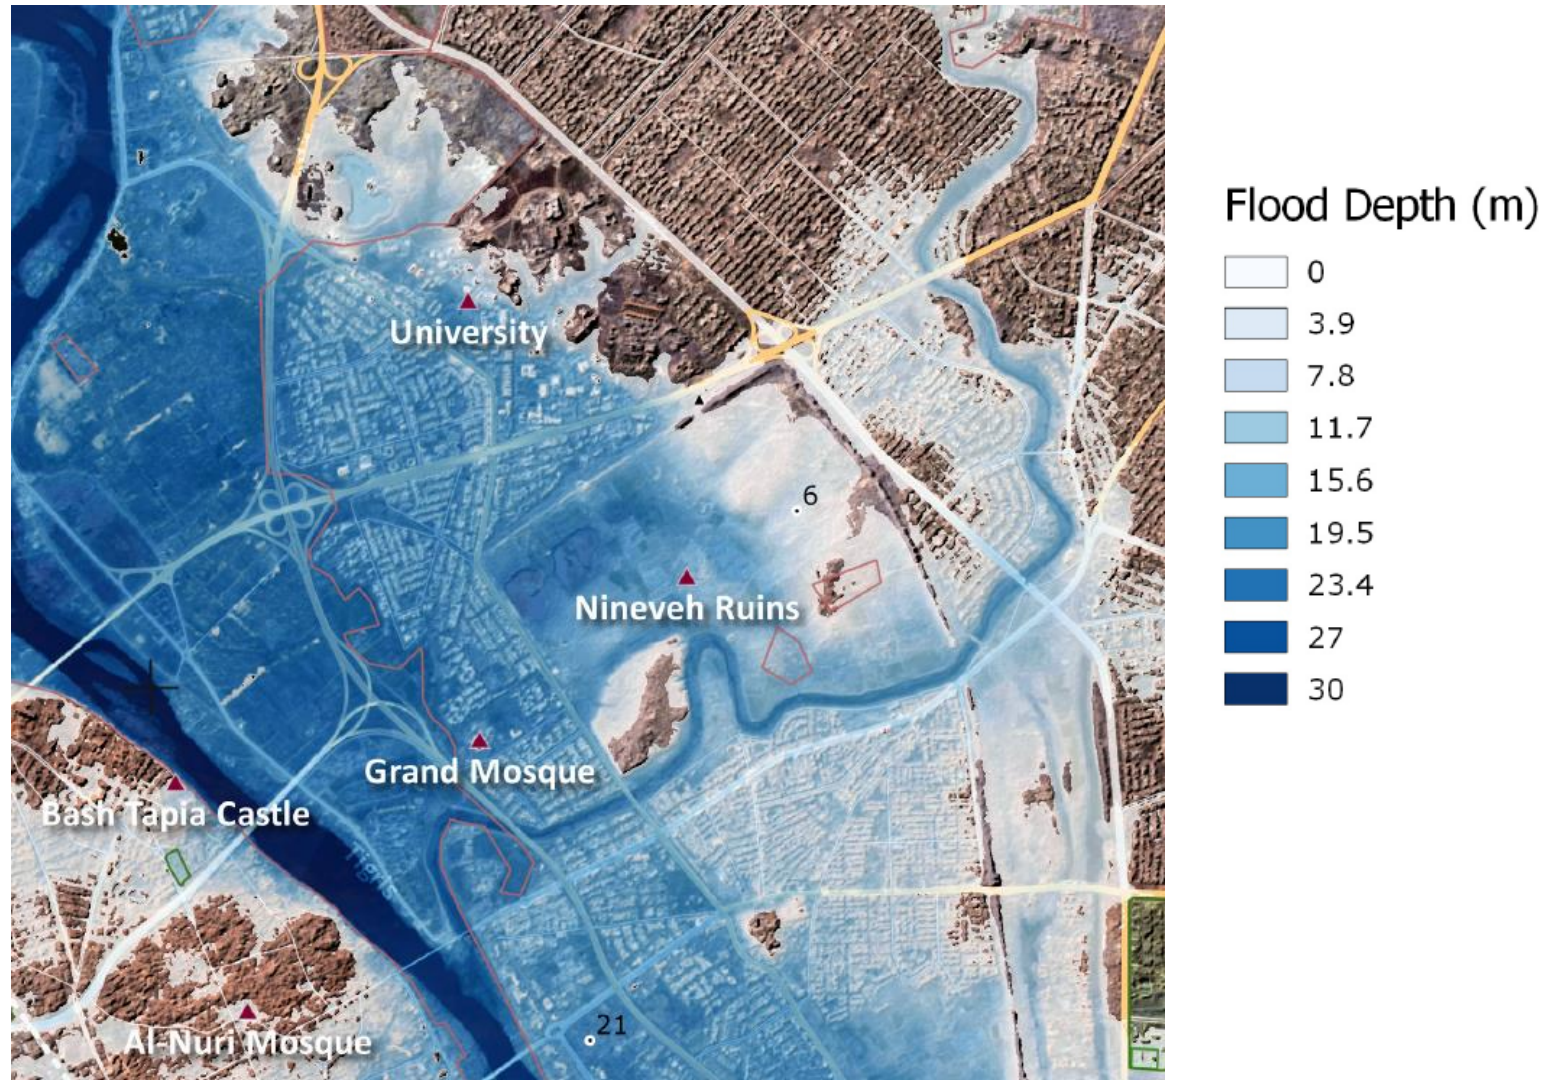 Flood Depth (m)
0
3.9
7.8
11.7
15.6
19.5
23.4
27
30
University
6
Nineveh Ruins
Grand Mosque
Bash Tapia Castle
Tigris
21
Al-Nuri Mosque